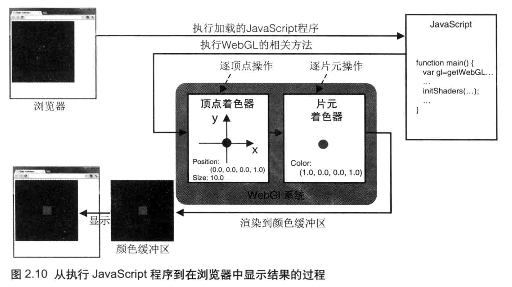 执行加载的JavaScript程序
执行WebGL的相关方法
JavaScript
function main() {
var gl=getWebGL...
...
initShaders(...);
...
}
浏览器
逐顶点操作
逐片元操作
顶点着色器
y
x
Position:
(0.0, 0.0, 0.0, 1.0)
Size: 10.0
片元
着色器
Color:
(1.0, 0.0, 0.0, 1.0)
WebGL 系统
显示
渲染到颜色缓冲区
颜色缓冲区
图 2.10 从执行 JavaScript 程序到在浏览器中显示结果的过程